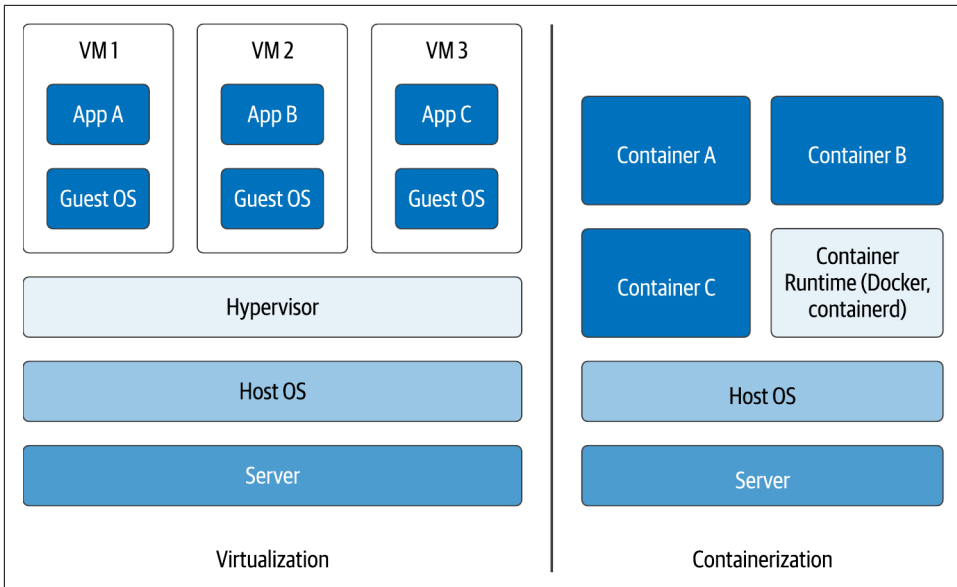 VM 1
App A
Guest OS
VM 2
App B
Guest OS
VM 3
App C
Guest OS
Hypervisor
Host OS
Server
Virtualization
Container A
Container B
Container C
Container
Runtime (Docker,
containerd)
Host OS
Server
Containerization